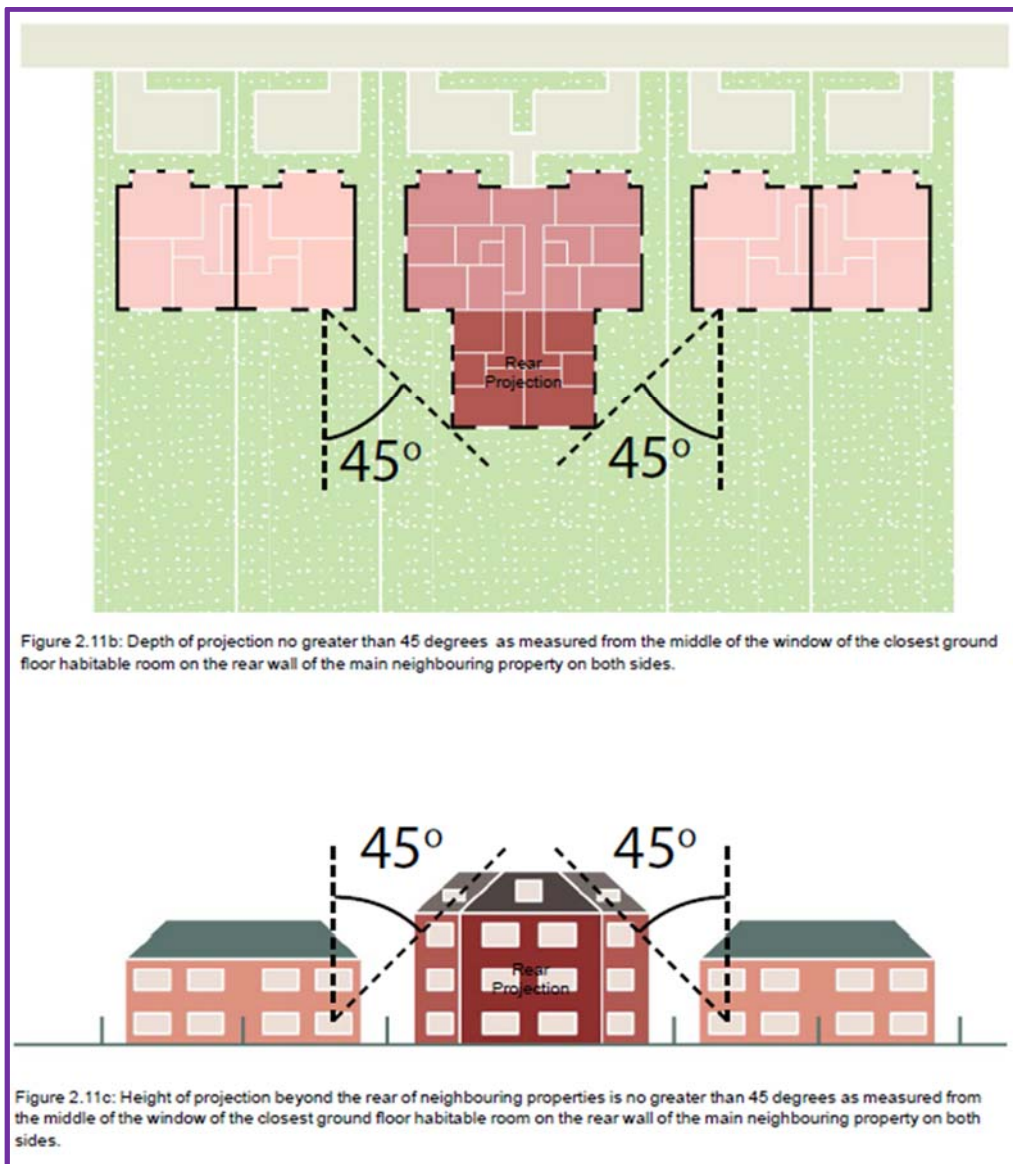 Rear
Projection
45º
45º
Figure 2.11b: Depth of projection no greater than 45 degrees as measured from the middle of the window of the closest ground
floor habitable room on the rear wall of the main neighbouring property on both sides.
45º
45º
Rear
Projection
Figure 2.11c: Height of projection beyond the rear of neighbouring properties is no greater than 45 degrees as measured from
the middle of the window of the closest ground floor habitable room on the rear wall of the main neighbouring property on both
sides.